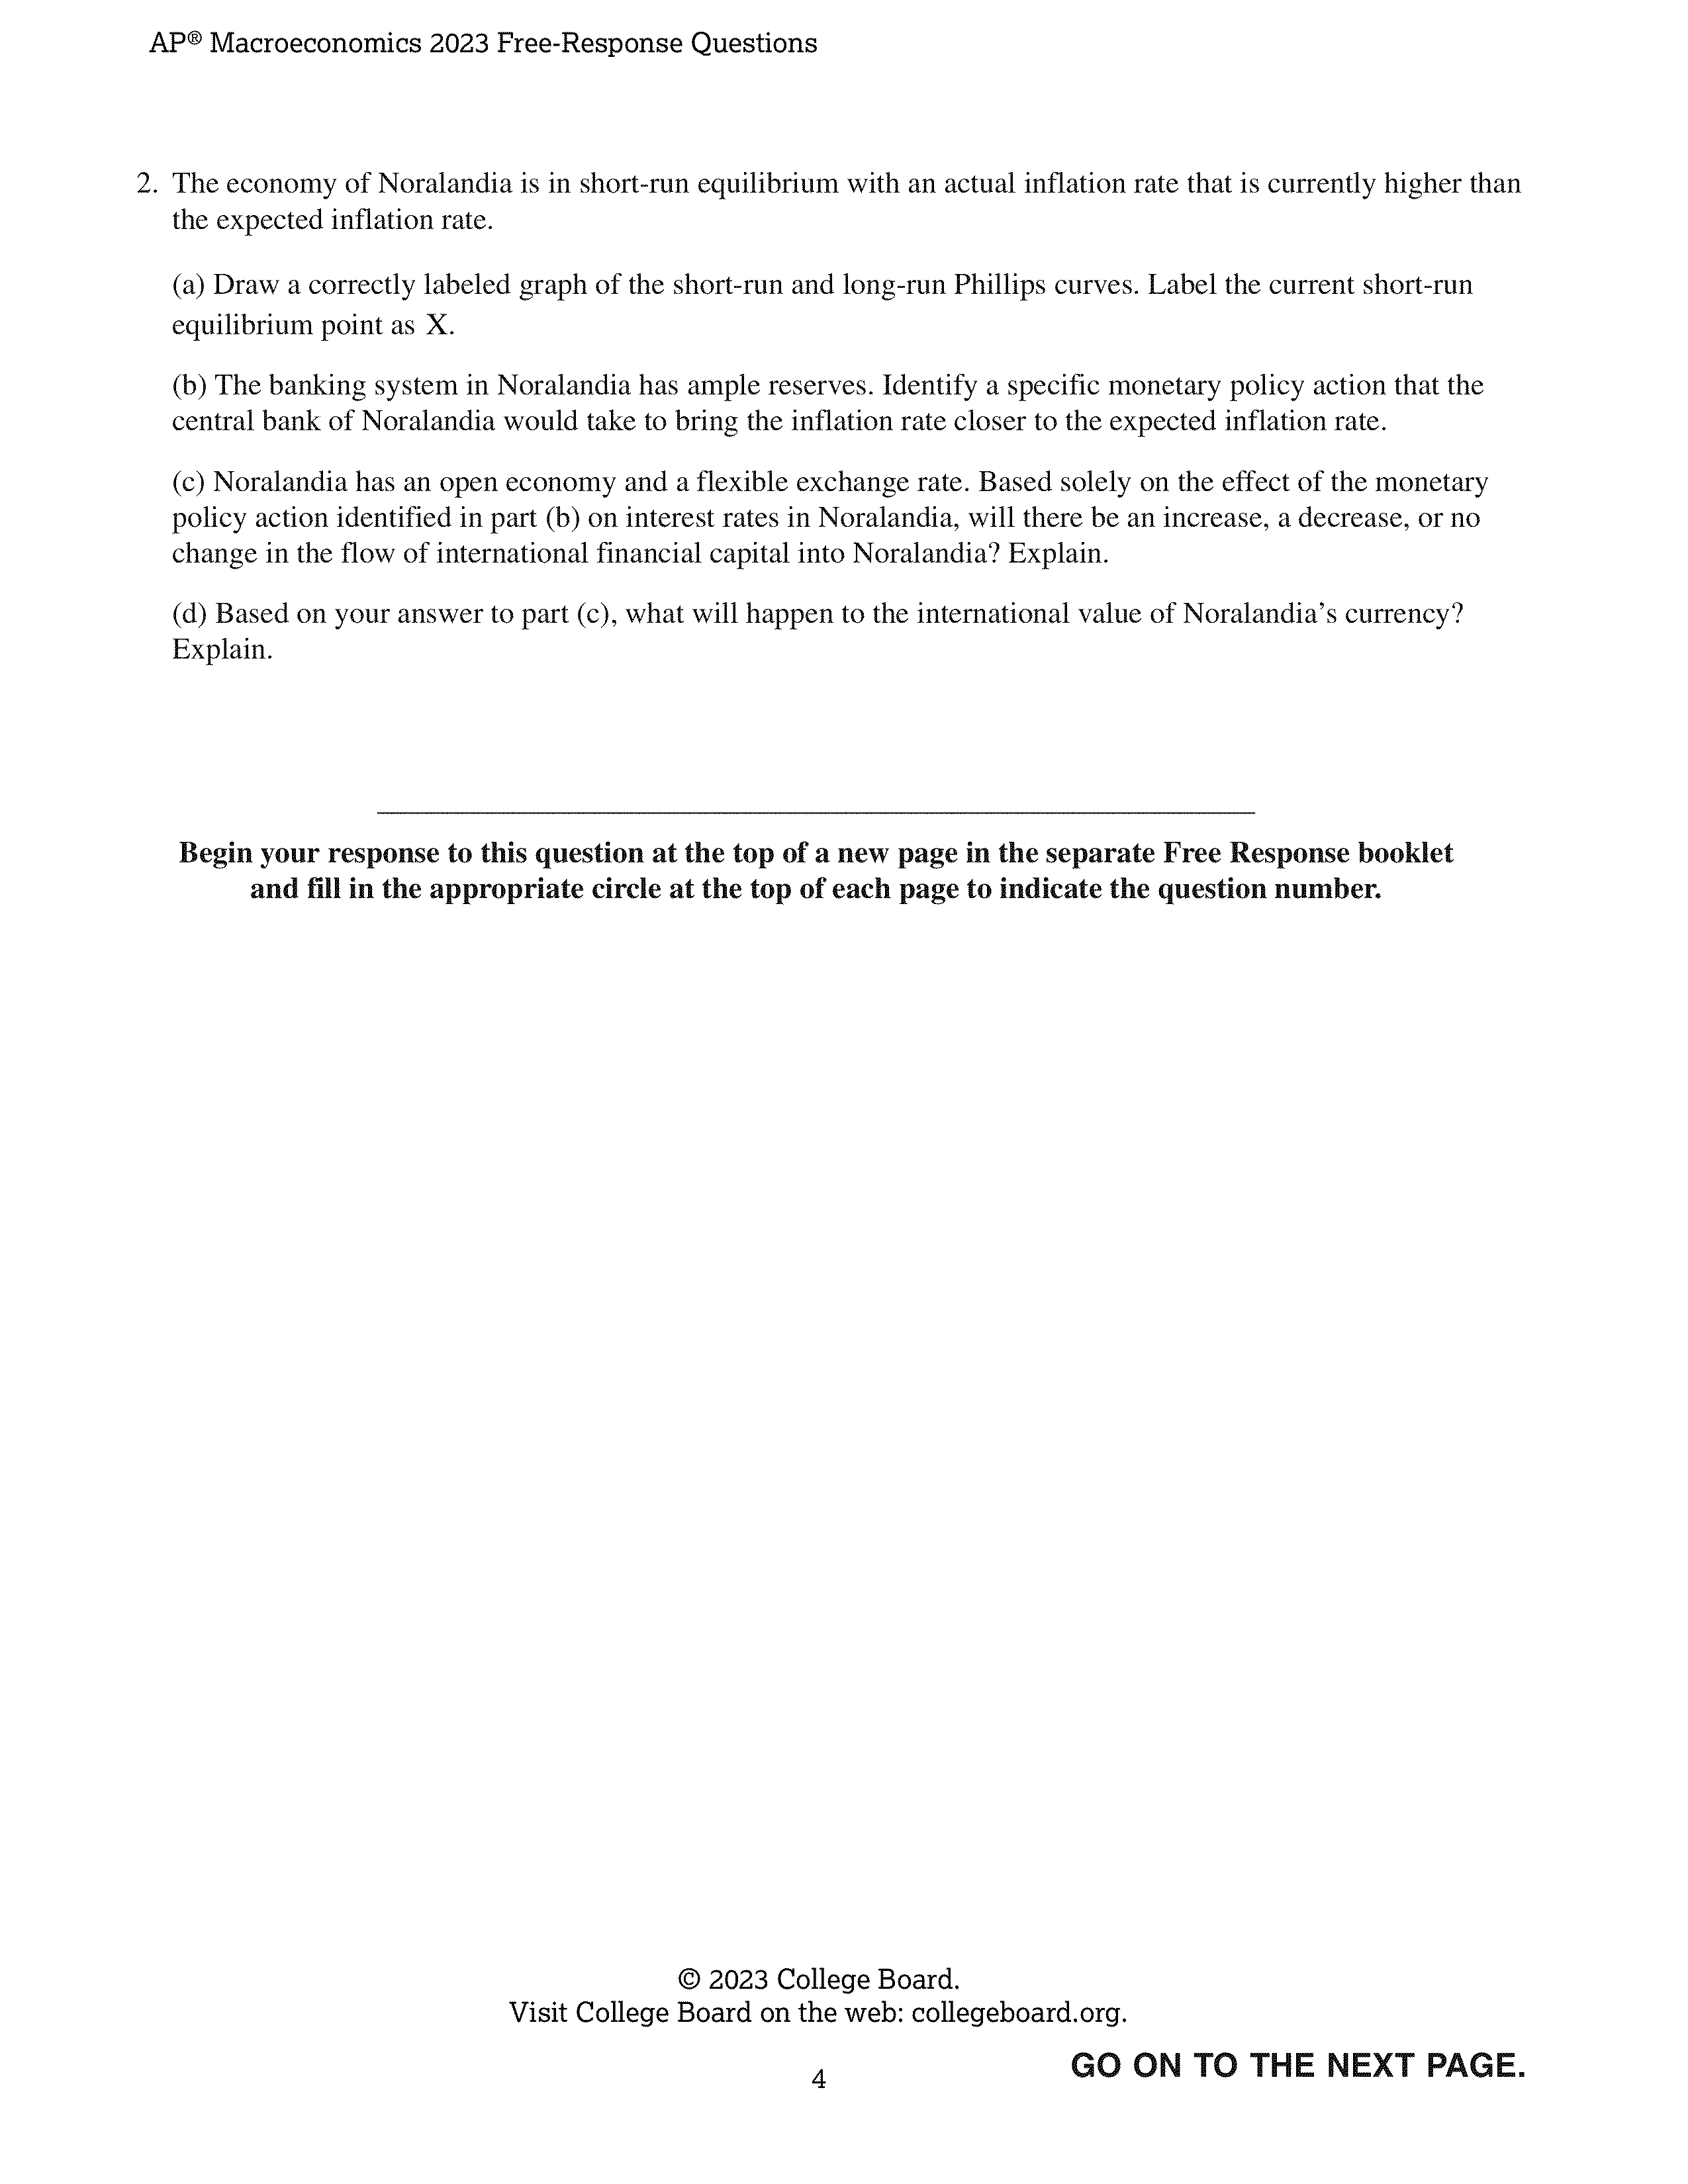 AP® Macroeconomics 2023 Free-Response Questions
2. The economy of Noralandia is in short-run equilibrium with an actual inflation rate that is currently higher than
the expected inflation rate.
(a) Draw a correctly labeled graph of the short-run and long-run Phillips curves. Label the current short-run
equilibrium point as X.
(b) The banking system in Noralandia has ample reserves. Identify a specific monetary policy action that the
central bank of Noralandia would take to bring the inflation rate closer to the expected inflation rate.
(c) Noralandia has an open economy and a flexible exchange rate. Based solely on the effect of the monetary
policy action identified in part (b) on interest rates in Noralandia, will there be an increase, a decrease, or no
change in the flow of international financial capital into Noralandia? Explain.
(d) Based on your answer to part (c), what will happen to the international value of Noralandia’s currency?
Explain.
Begin your response to this question at the top of a new page in the separate Free Response booklet
and fill in the appropriate circle at the top of each page to indicate the question number.
© 2023 College Board.
Visit College Board on the web: collegeboard.org.
GO ON TO THE NEXT PAGE.
4